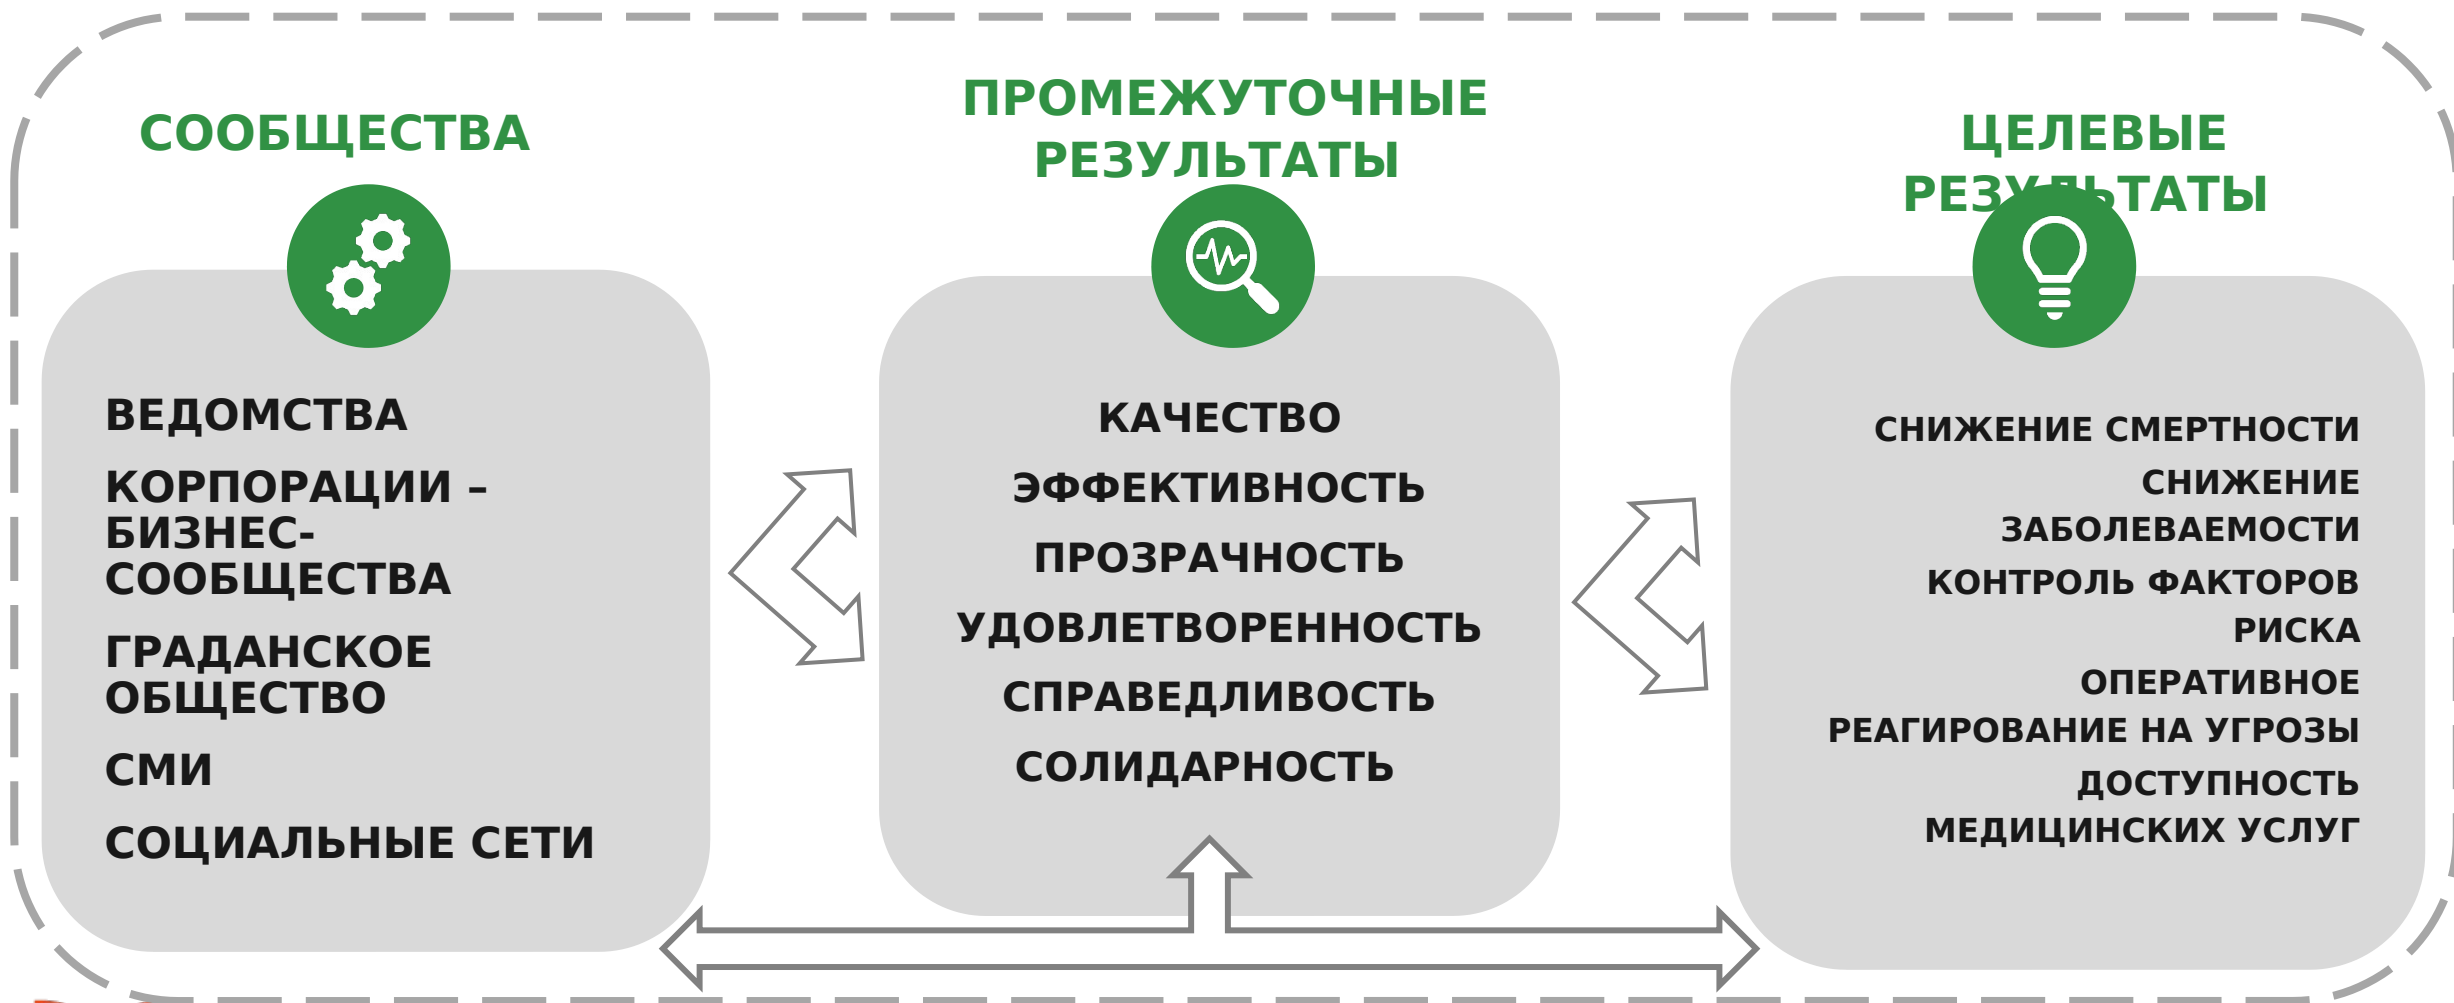 СООБЩЕСТВА
ВЕДОМСТВА
КОРПОРАЦИИ –
БИЗНЕС-
СООБЩЕСТВА
ГРАДАНСКОЕ
ОБЩЕСТВО
СМИ
СОЦИАЛЬНЫЕ СЕТИ
ПРОМЕЖУТОЧНЫЕ
РЕЗУЛЬТАТЫ
КАЧЕСТВО
ЭФФЕКТИВНОСТЬ
ПРОЗРАЧНОСТЬ
УДОВЛЕТВОРЕННОСТЬ
СПРАВЕДЛИВОСТЬ
СОЛИДАРНОСТЬ
ЦЕЛЕВЫЕ
РЕЗУЛЬТАТЫ
СНИЖЕНИЕ СМЕРТНОСТИ
СНИЖЕНИЕ
ЗАБОЛЕВАЕМОСТИ
КОНТРОЛЬ ФАКТОРОВ
РИСКА
ОПЕРАТИВНОЕ
РЕАГИРОВАНИЕ НА УГРОЗЫ
ДОСТУПНОСТЬ
МЕДИЦИНСКИХ УСЛУГ